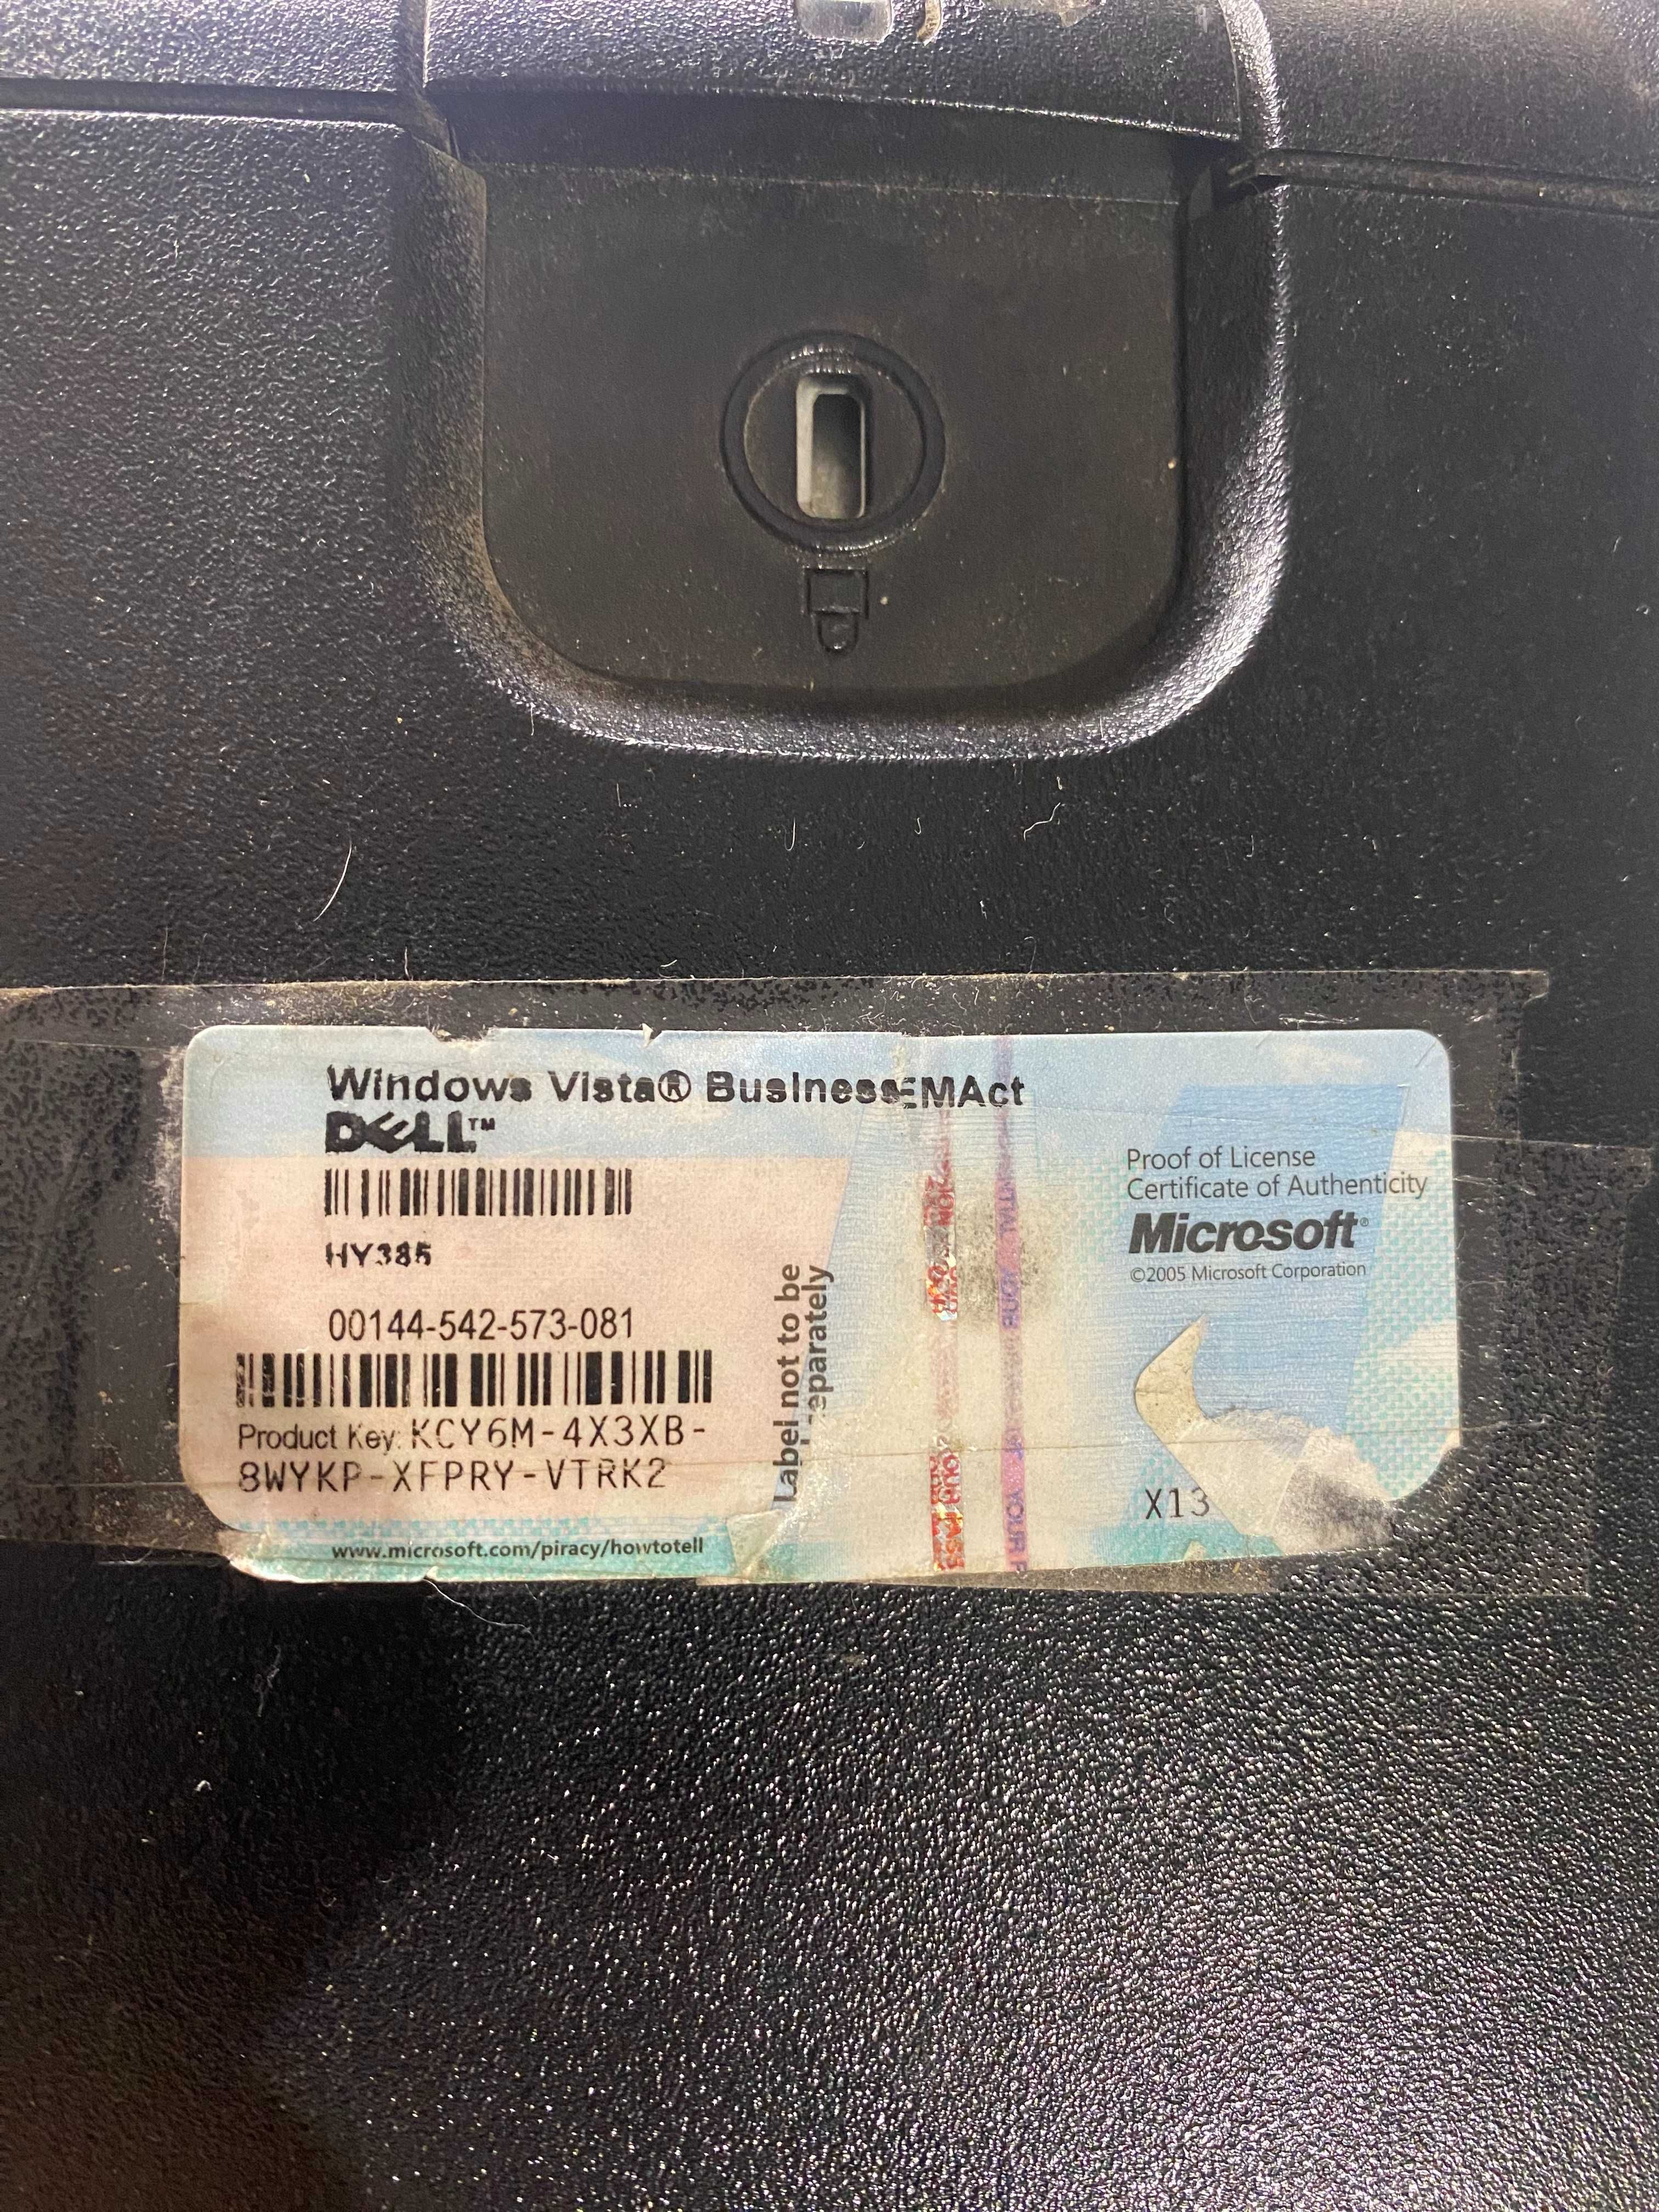 Windows Vista® Business EMAct
DELL™
HY385
00144-542-573-081
Product Key: KCY6M-4X3XB-
8WYKP-XFPRY-VTRK2
www.microsoft.com/piracy/howtotell
Label not to be
eparately
Proof of License
Certificate of Authenticity
Microsoft®
©2005 Microsoft Corporation
X13